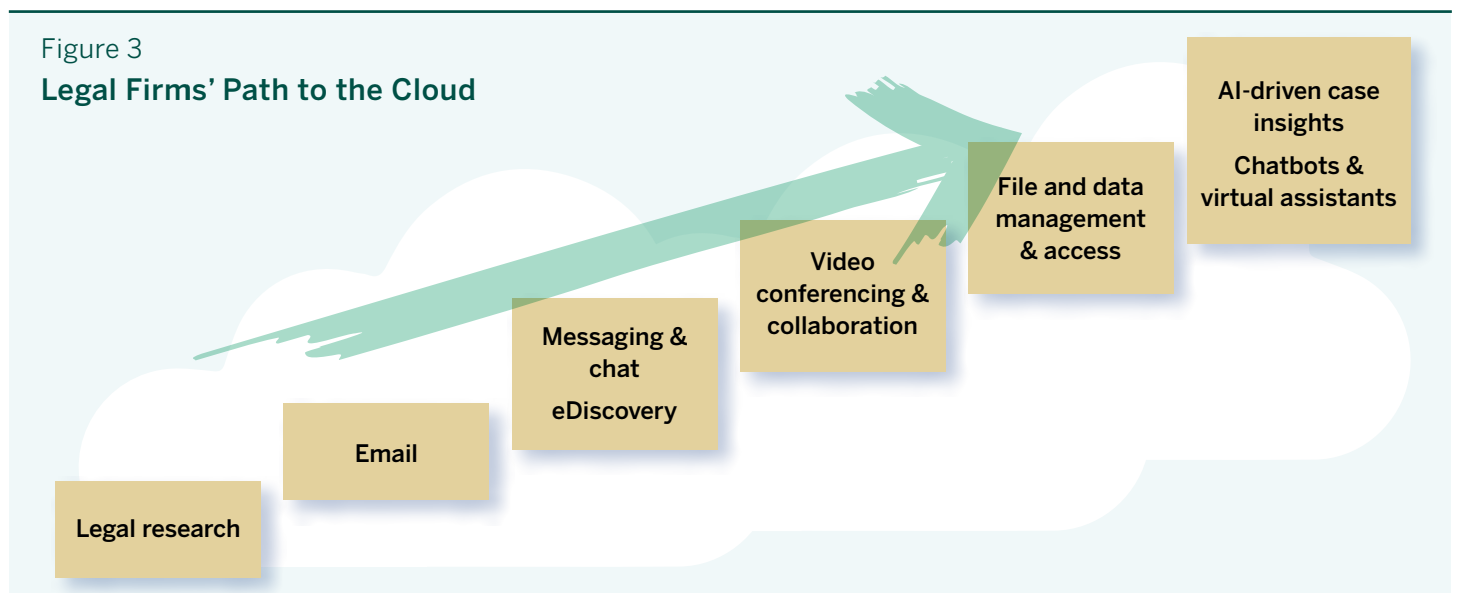 Figure 3
Legal Firms’ Path to the Cloud
Legal research
Email
Messaging &
chat
eDiscovery
Video
conferencing &
collaboration
File and data
management
& access
AI-driven case
insights
Chatbots &
virtual assistants